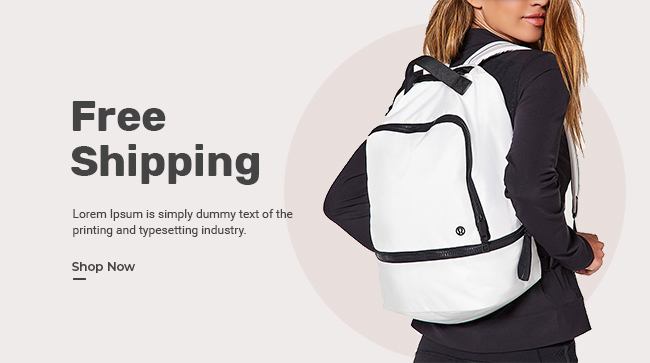 Free
Shipping
Lorem Ipsum is simply dummy text of the
printing and typesetting industry.
Shop Now